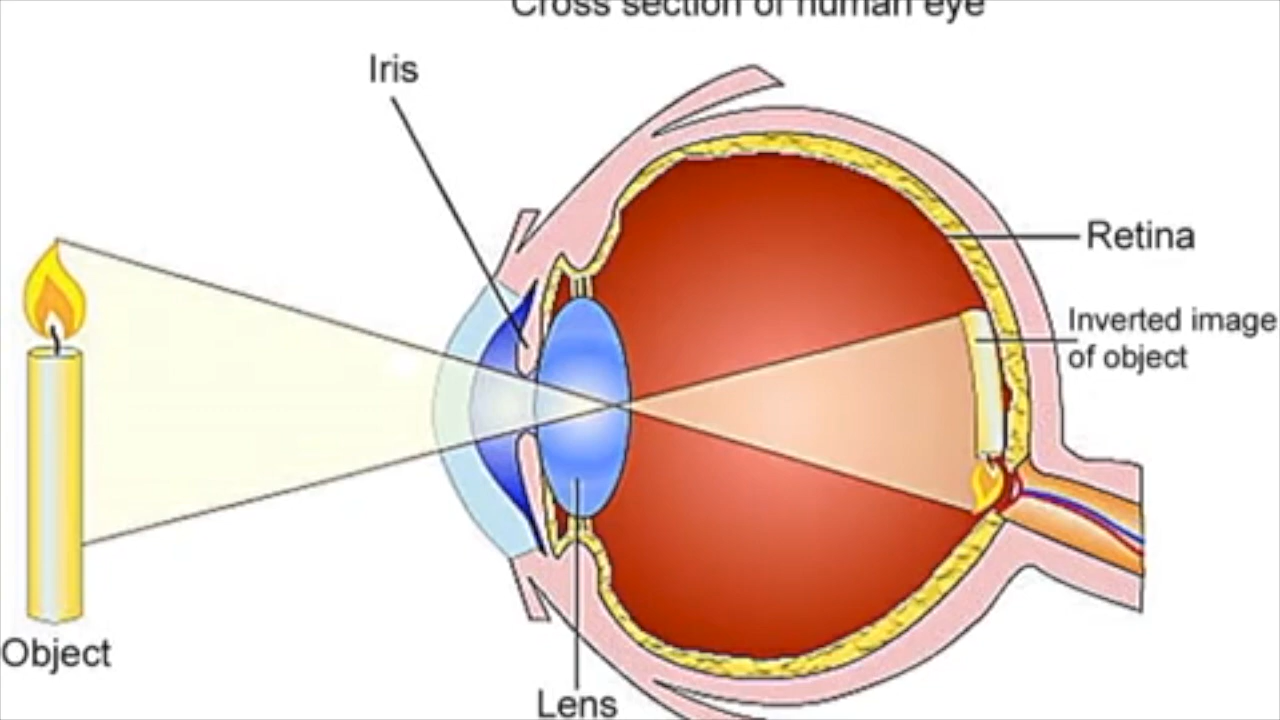 Cross section of human eye
Iris
Retina
Inverted image
of object
Object
Lens